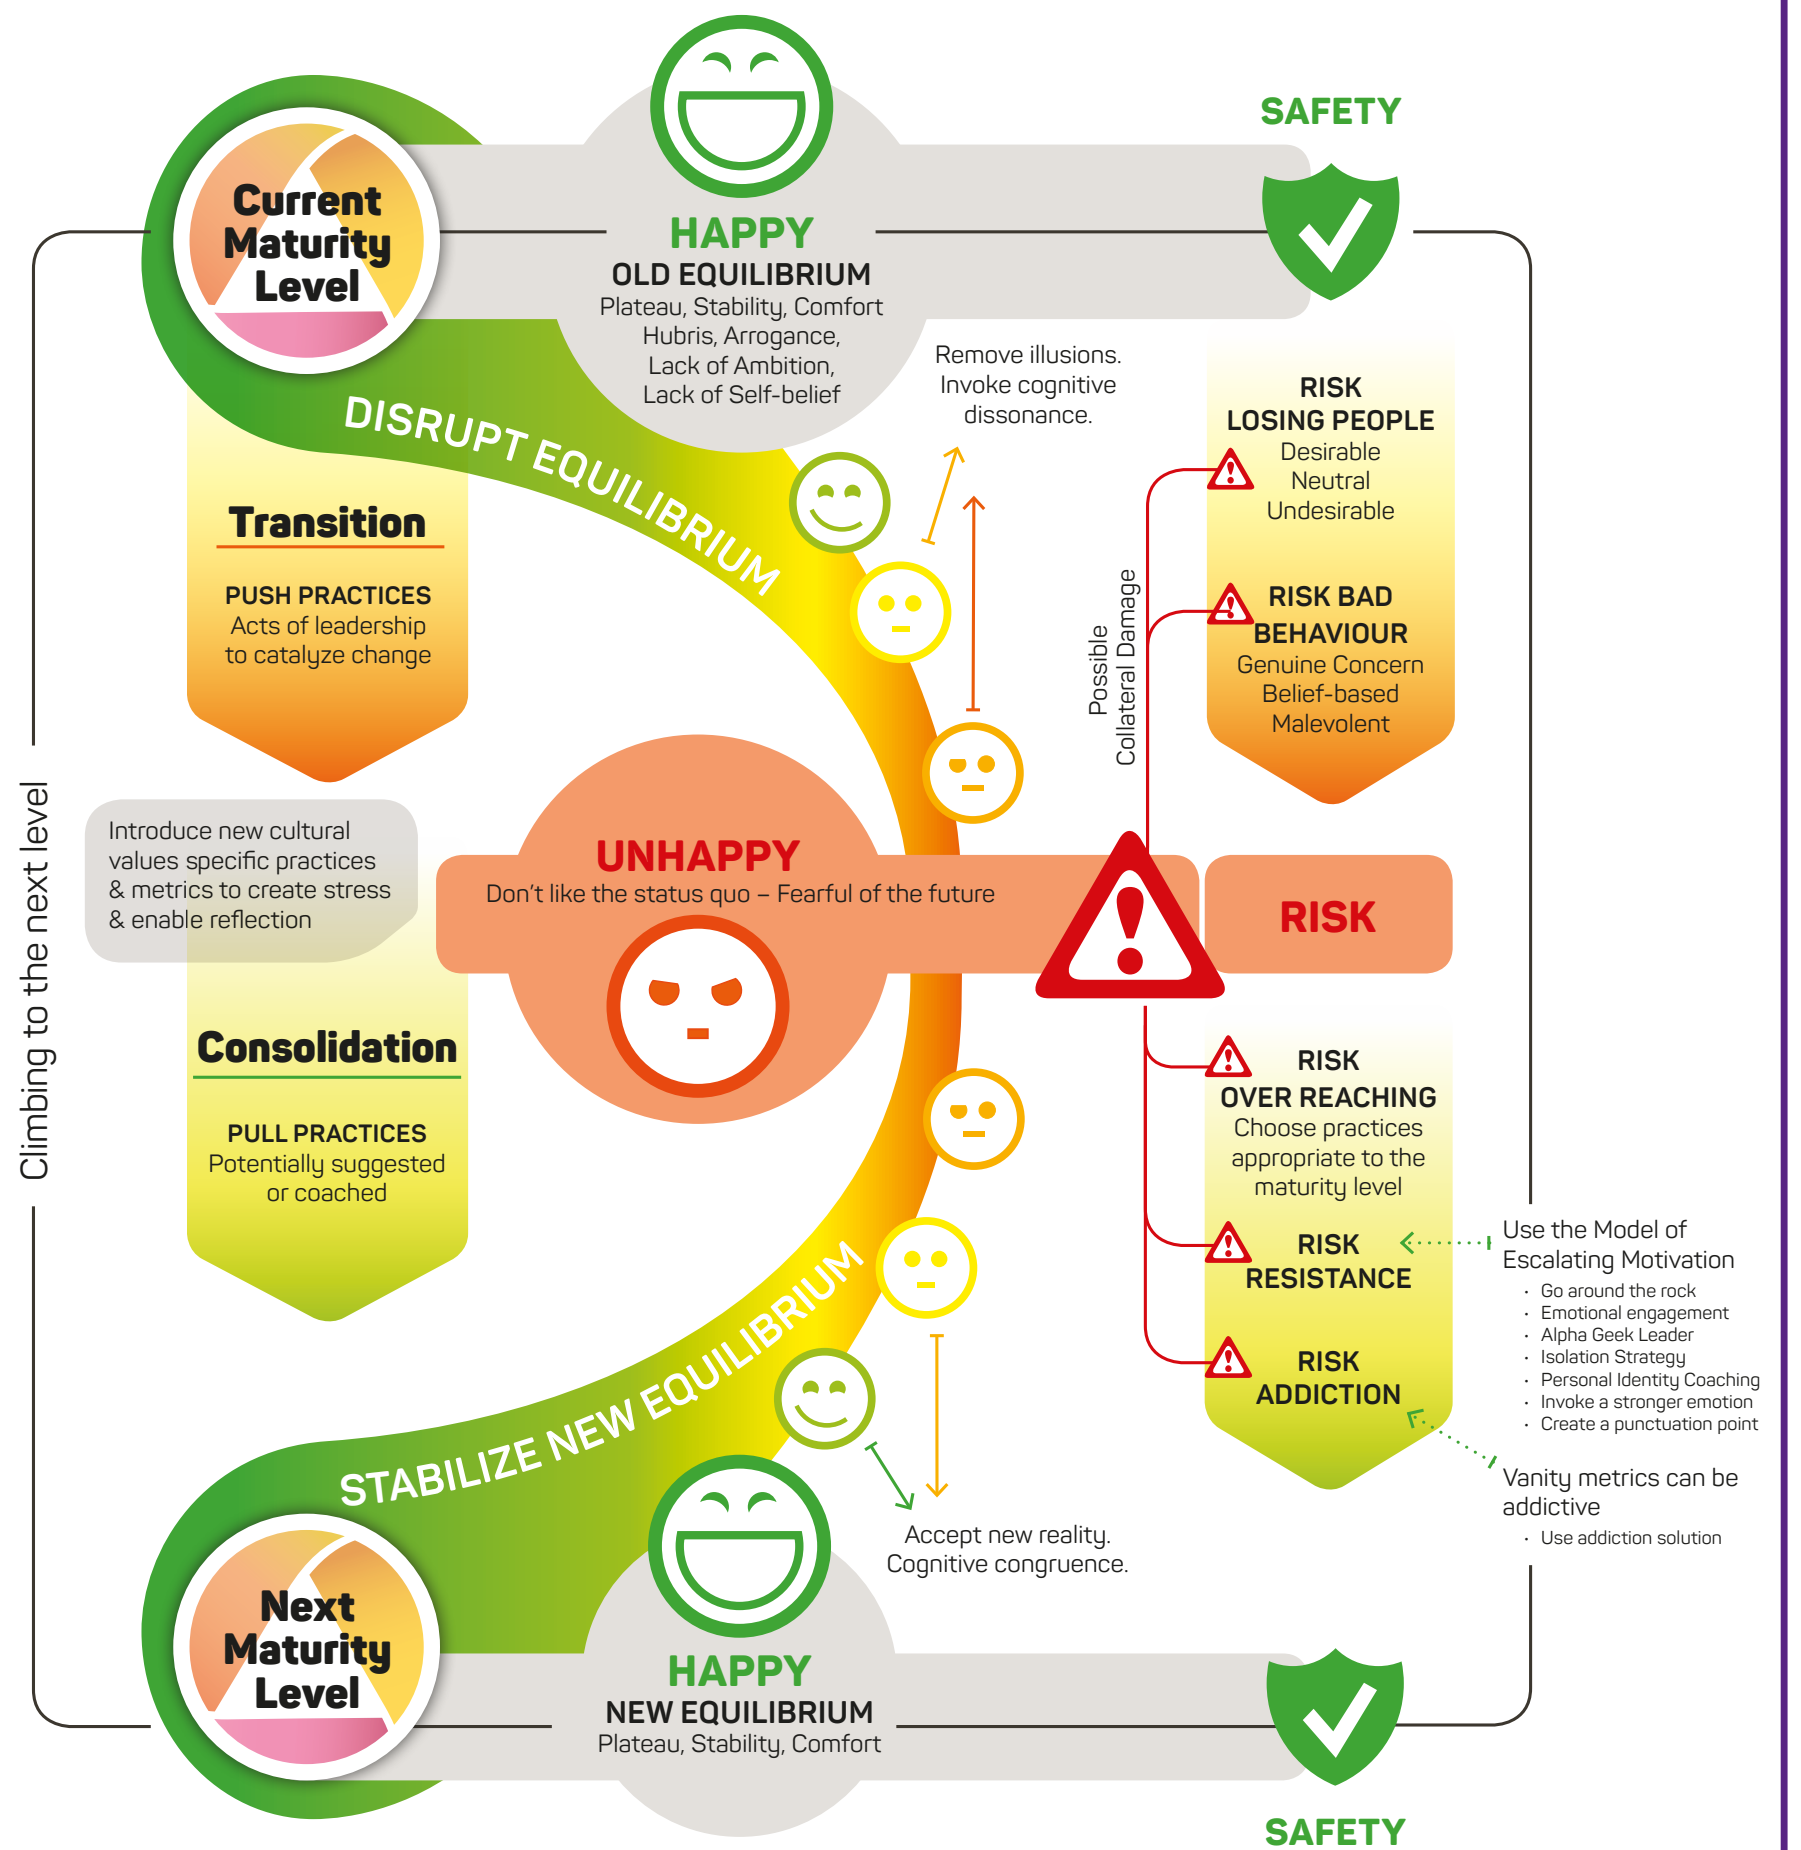 SAFETY
Current
Maturity
Level
HAPPY
OLD EQUILIBRIUM
Plateau, Stability, Comfort
Hubris, Arrogance,
Lack of Ambition,
Lack of Self-belief
Remove illusions.
Invoke cognitive
dissonance.
DISRUPT EQUILIBRIUM
Transition
PUSH PRACTICES
Acts of leadership
to catalyze change
Possible
Collateral Damage
RISK
LOSING PEOPLE
Desirable
Neutral
Undesirable
RISK BAD
BEHAVIOUR
Genuine Concern
Belief-based
Malevolent
Climbing to the next level
Introduce new cultural
values specific practices
& metrics to create stress
& enable reflection
UNHAPPY
Don't like the status quo – Fearful of the future
RISK
Consolidation
PULL PRACTICES
Potentially suggested
or coached
RISK
OVER REACHING
Choose practices
appropriate to the
maturity level
RISK
RESISTANCE
RISK
ADDICTION
Use the Model of
Escalating Motivation
· Go around the rock
· Emotional engagement
· Alpha Geek Leader
· Isolation Strategy
· Personal Identity Coaching
· Invoke a stronger emotion
· Create a punctuation point
Vanity metrics can be
addictive
· Use addiction solution
STABILIZE NEW EQUILIBRIUM
Accept new reality.
Cognitive congruence.
Next
Maturity
Level
HAPPY
NEW EQUILIBRIUM
Plateau, Stability, Comfort
SAFETY